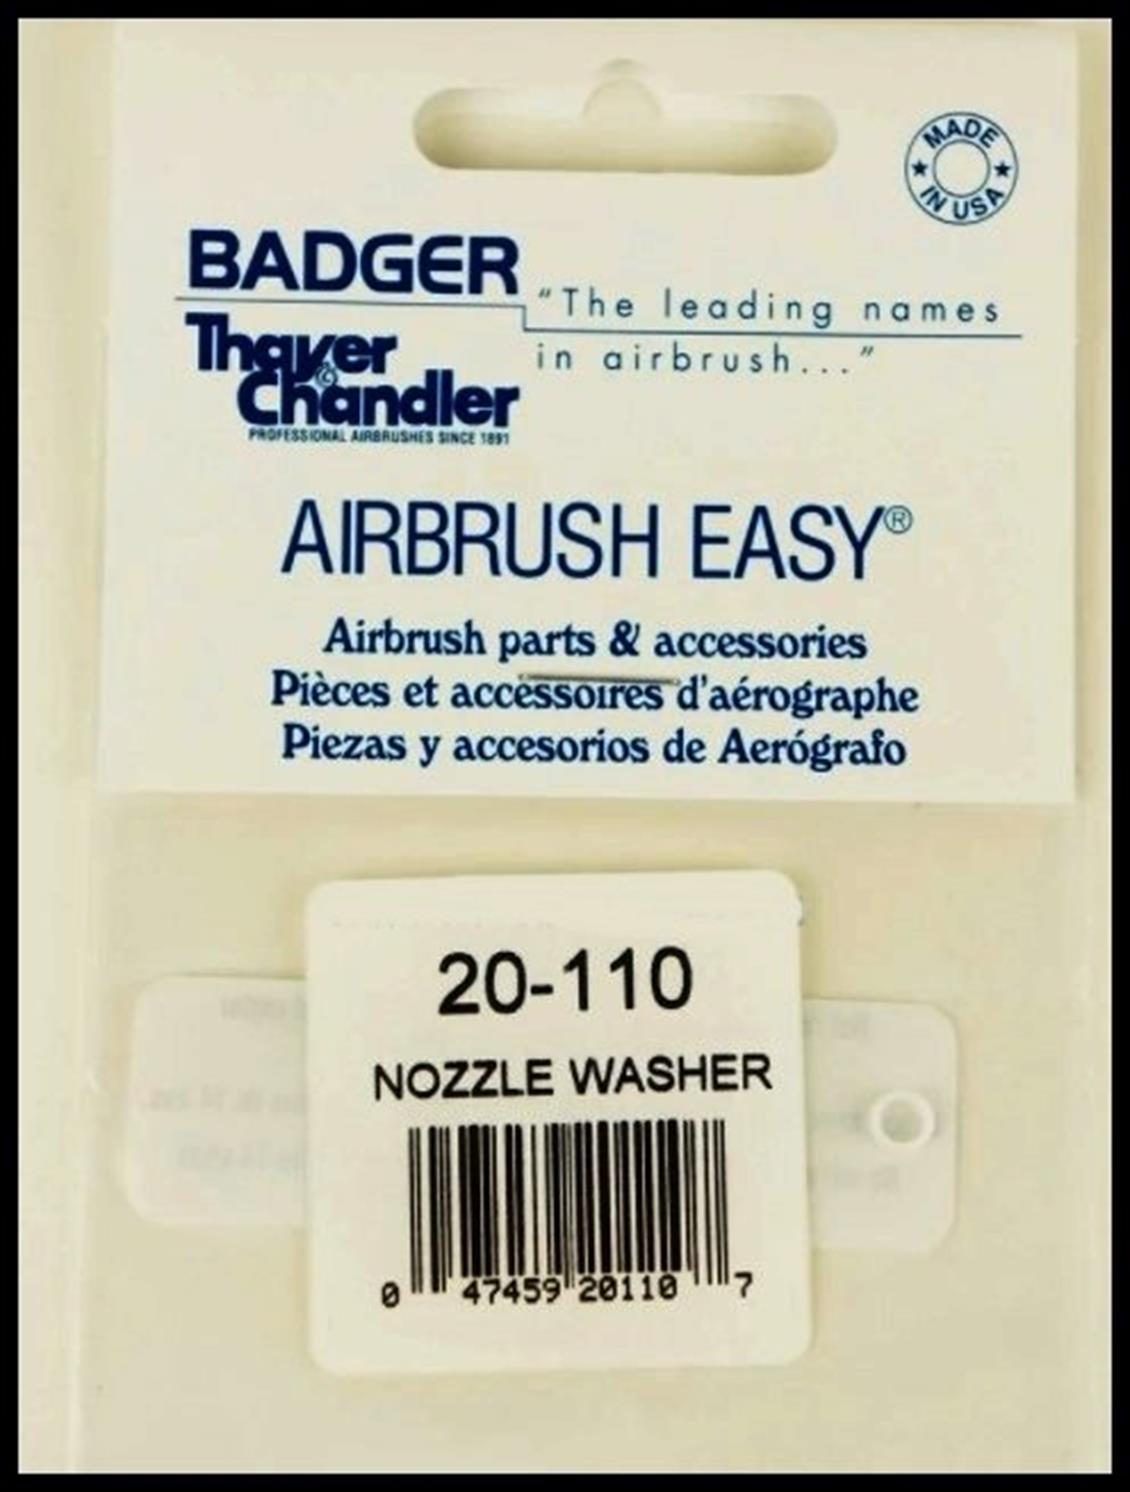 MADE
IN USA
BADGER
"The leading names
in airbrush..."
Thayer
& Chandler
PROFESSIONAL AIRBRUSHES SINCE 1891
AIRBRUSH EASY®
Airbrush parts & accessories
Pièces et accessoires d'aérographe
Piezas y accesorios de Aerógrafo
20-110
NOZZLE WASHER
0 47459 20110 7